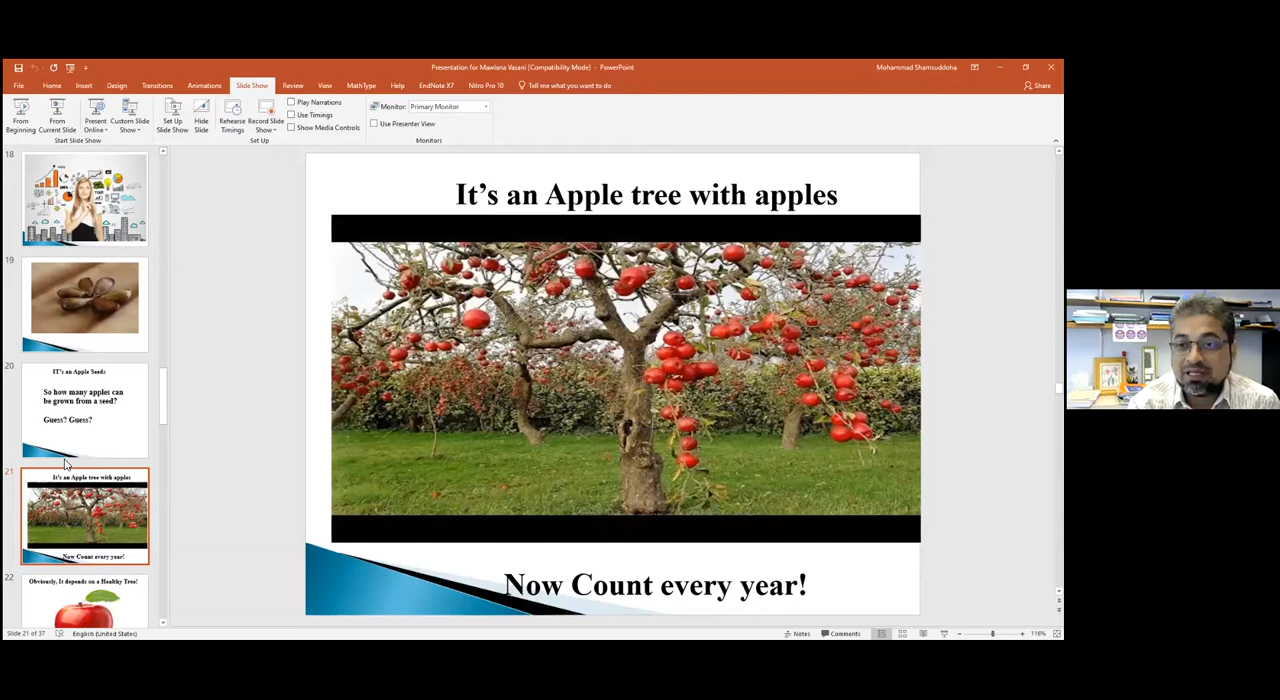 Presentation for Mawlana Vasani [Compatibility Mode] - PowerPoint
Mohammad Shamsuddoha
File Home Insert Design Transitions Animations Slide Show Review View MathType Help EndNote X7 Nitro Pro 10 Tell me what you want to do
Share
From Beginning
From Current Slide
Present Online
Custom Slide Show
Set Up Slide Show
Hide Slide
Rehearse Timings
Record Slide Show
Play Narrations
Use Timings
Show Media Controls
Monitor: Primary Monitor
Use Presenter View
Start Slide Show
Set Up
Monitors
18
19
20
IT's an Apple Seeds
So how many apples can
be grown from a seed?
Guess? Guess?
21
It's an Apple tree with apples
Now Count every year!
22
Obviously, It depends on a Healthy Tree!
It's an Apple tree with apples
Now Count every year!
Slide 21 of 37
English (United States)
Notes
Comments
116%